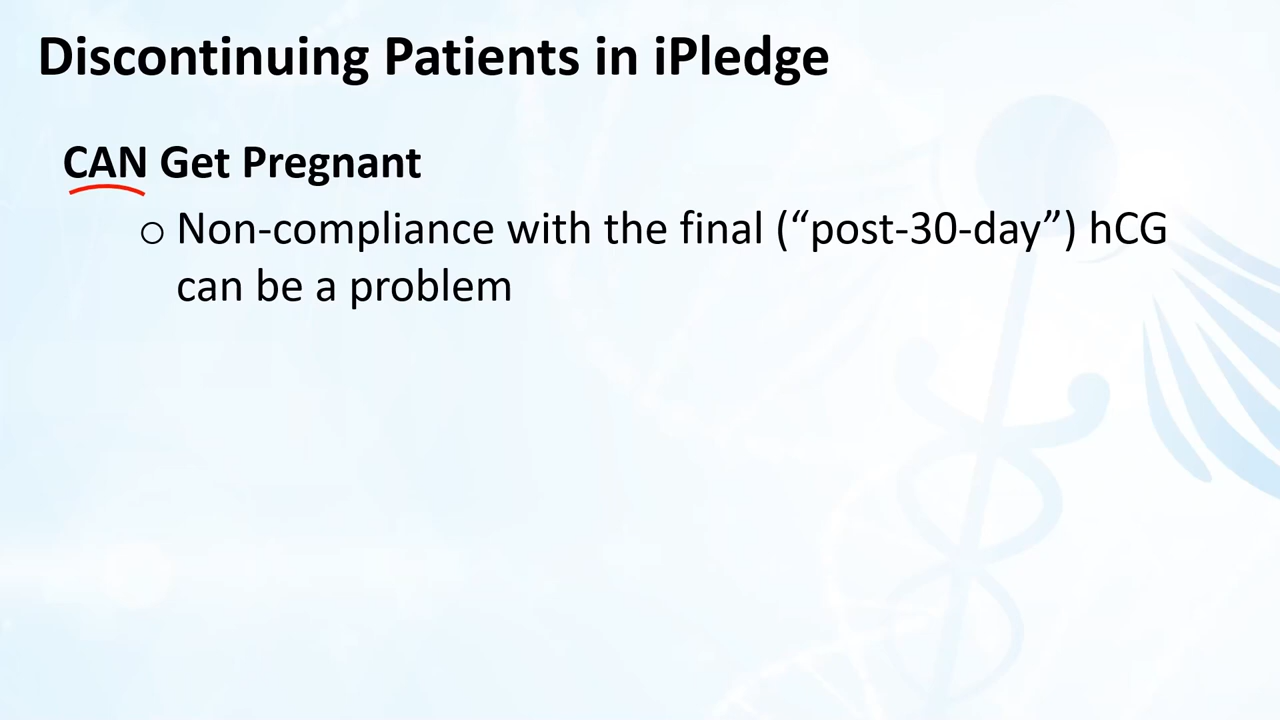 Discontinuing Patients in iPledge
CAN Get Pregnant
o Non-compliance with the final (“post-30-day”) hCG
can be a problem